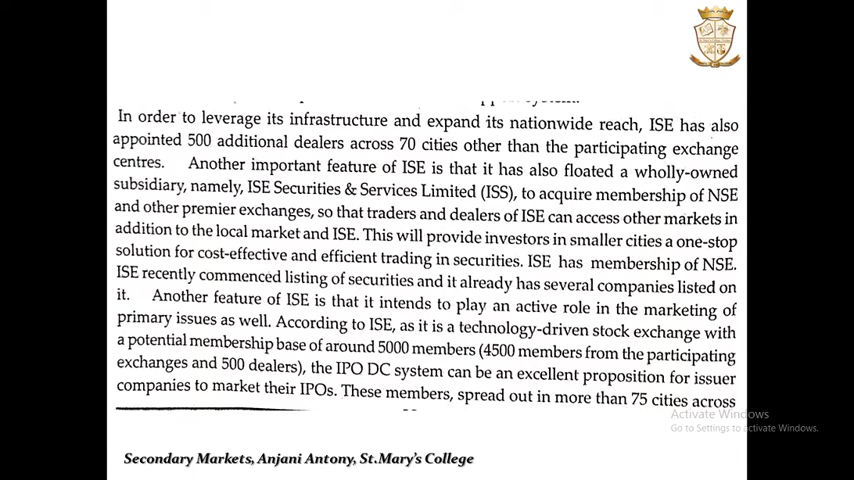 In order to leverage its infrastructure and expand its nationwide reach, ISE has also
appointed 500 additional dealers across 70 cities other than the participating exchange
centres. Another important feature of ISE is that it has also floated a wholly-owned
subsidiary, namely, ISE Securities & Services Limited (ISS), to acquire membership of NSE
and other premier exchanges, so that traders and dealers of ISE can access other markets in
addition to the local market and ISE. This will provide investors in smaller cities a one-stop
solution for cost-effective and efficient trading in securities. ISE has membership of NSE.
ISE recently commenced listing of securities and it already has several companies listed on
it. Another feature of ISE is that it intends to play an active role in the marketing of
primary issues as well. According to ISE, as it is a technology-driven stock exchange with
a potential membership base of around 5000 members (4500 members from the participating
exchanges and 500 dealers), the IPO DC system can be an excellent proposition for issuer
companies to market their IPOs. These members, spread out in more than 75 cities across
Activate Windows
Go to Settings to activate Windows.
Secondary Markets, Anjani Antony, St.Mary's College